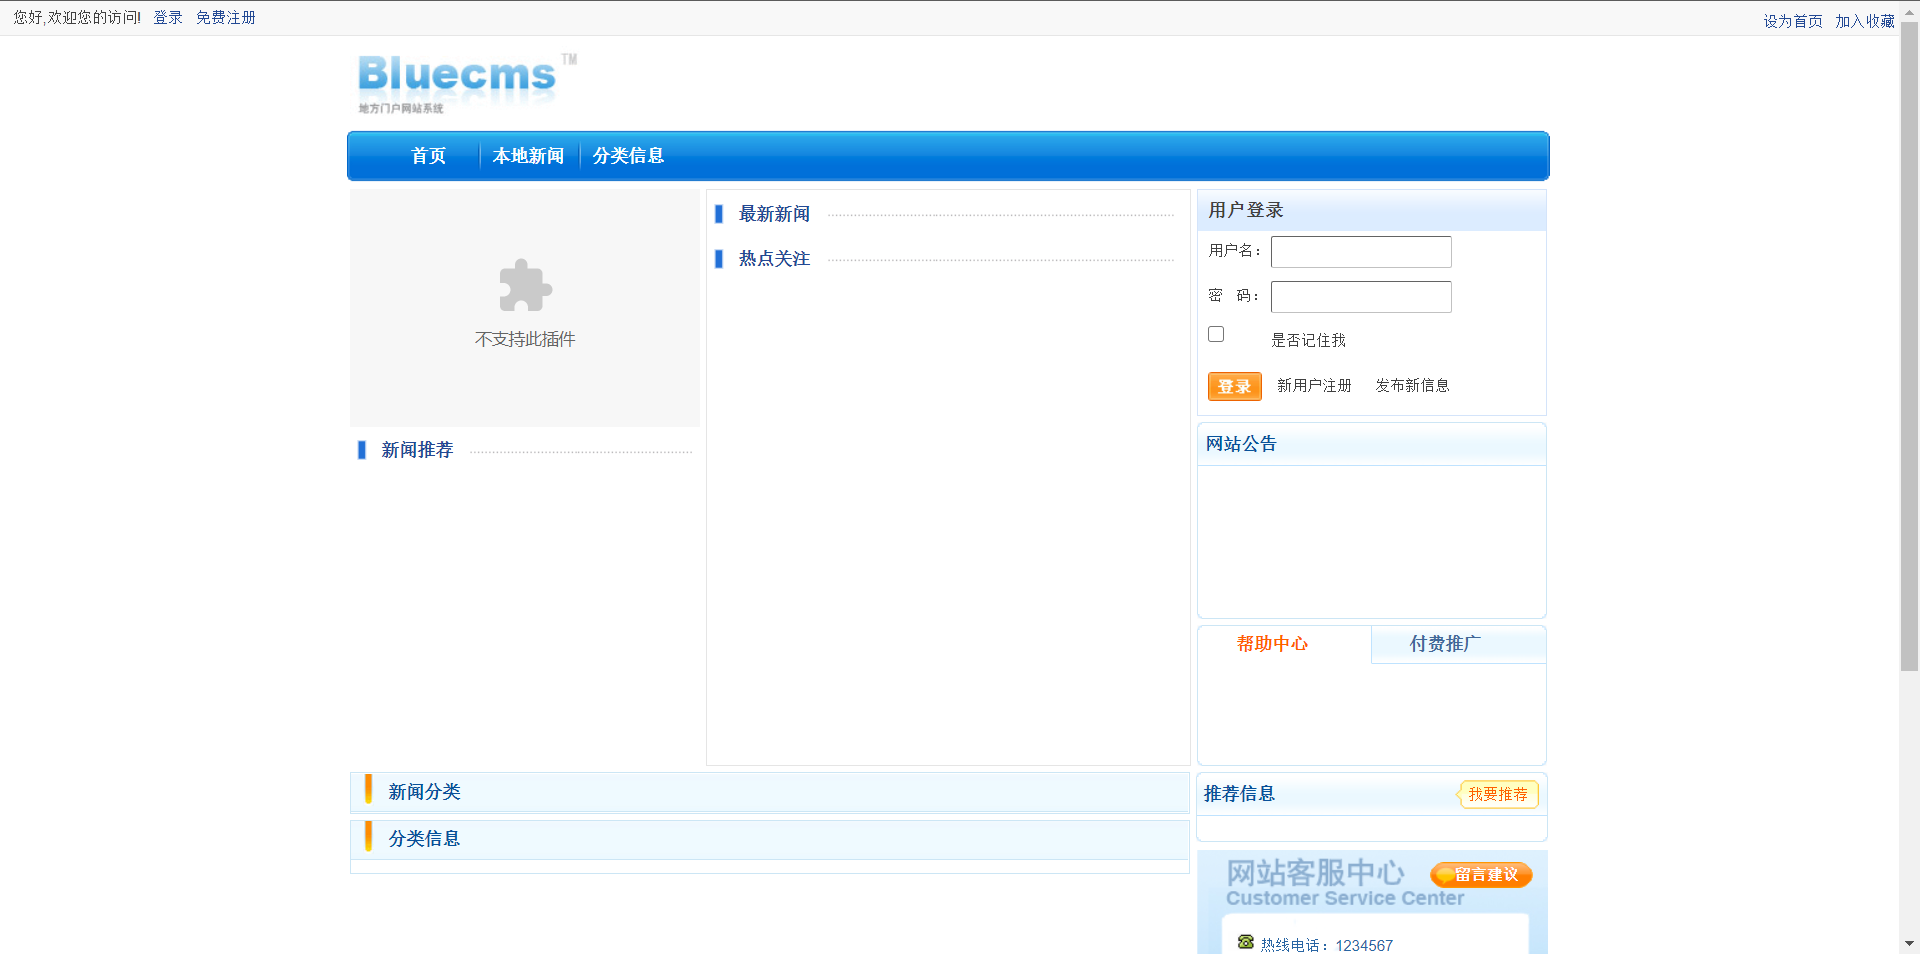 您好,欢迎您的访问! 登录 免费注册
设为首页 加入收藏
Bluecms TM
地方门户网站系统
首页 本地新闻 分类信息
不支持此插件
新闻推荐
最新新闻
热点关注
用户登录
用户名：
密 码：
是否记住我
登录 新用户注册 发布新信息
网站公告
帮助中心 付费推广
新闻分类
分类信息
推荐信息 我要推荐
网站客服中心 留言建议
Customer Service Center
热线电话：1234567